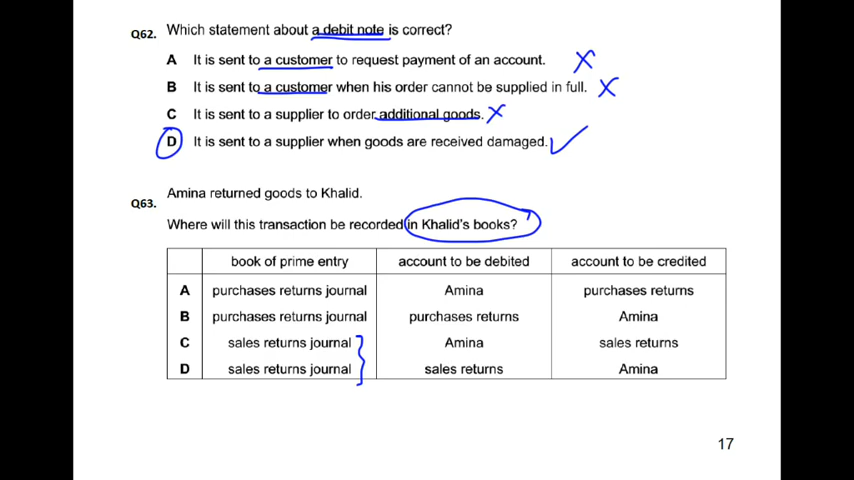 Q62. Which statement about a debit note is correct?
A It is sent to a customer to request payment of an account.
B It is sent to a customer when his order cannot be supplied in full.
C It is sent to a supplier to order additional goods.
D It is sent to a supplier when goods are received damaged.
Q63. Amina returned goods to Khalid.
Where will this transaction be recorded in Khalid's books?
book of prime entry account to be debited account to be credited
A purchases returns journal Amina purchases returns
B purchases returns journal purchases returns Amina
C sales returns journal Amina sales returns
D sales returns journal sales returns Amina
17